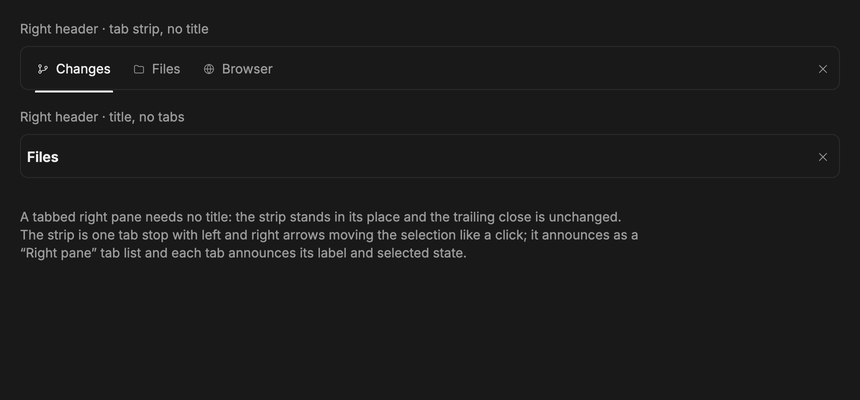 Right header · tab strip, no title
Changes Files Browser
Right header · title, no tabs
Files
A tabbed right pane needs no title: the strip stands in its place and the trailing close is unchanged.
The strip is one tab stop with left and right arrows moving the selection like a click; it announces as a
“Right pane” tab list and each tab announces its label and selected state.